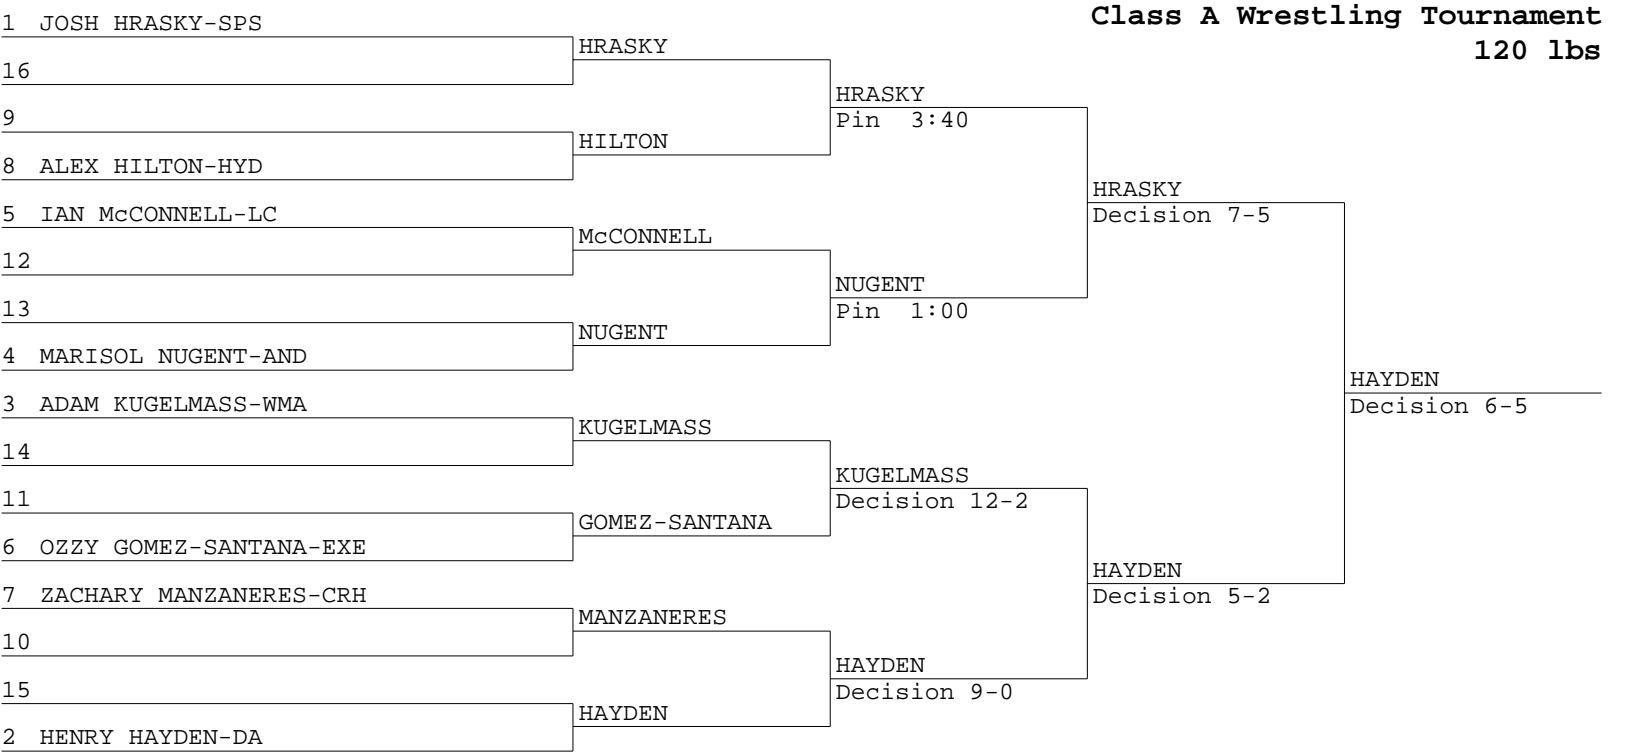 Class A Wrestling Tournament
120 lbs
1 JOSH HRASKY-SPS
16
9
8 ALEX HILTON-HYD
5 IAN McCONNELL-LC
12
13
4 MARISOL NUGENT-AND
3 ADAM KUGELMASS-WMA
14
11
6 OZZY GOMEZ-SANTANA-EXE
7 ZACHARY MANZANERES-CRH
10
15
2 HENRY HAYDEN-DA
HRASKY
HILTON
McCONNELL
NUGENT
KUGELMASS
GOMEZ-SANTANA
MANZANERES
HAYDEN
HRASKY
Pin 3:40
NUGENT
Pin 1:00
KUGELMASS
Decision 12-2
HAYDEN
Decision 9-0
HRASKY
Decision 7-5
HAYDEN
Decision 5-2
HAYDEN
Decision 6-5